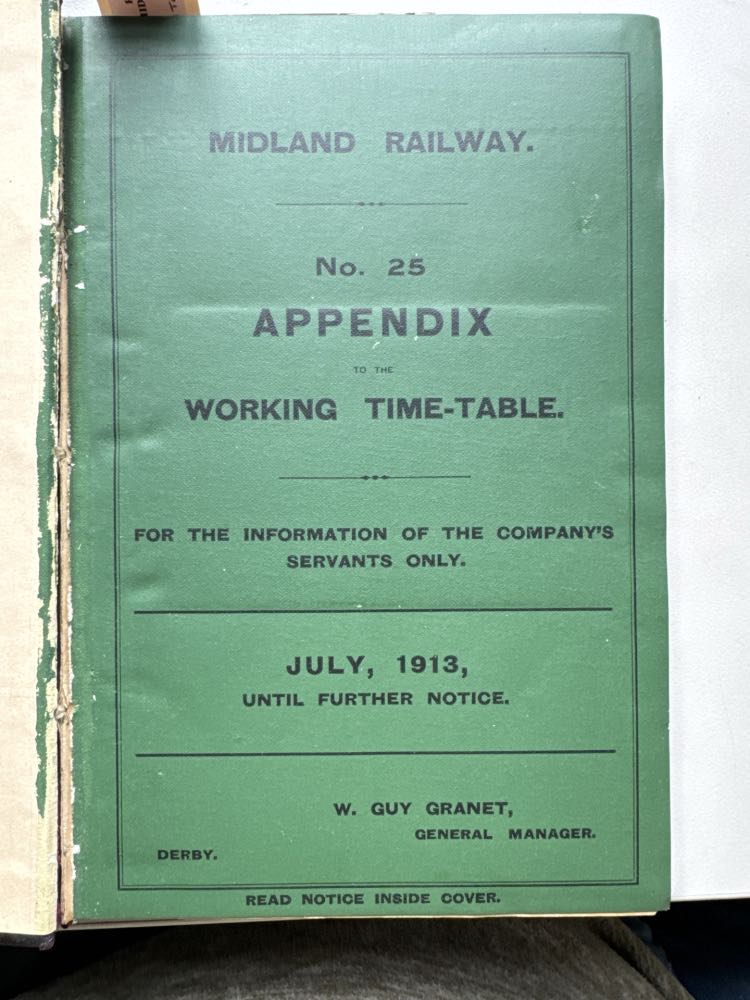 MIDLAND RAILWAY.
No. 25
APPENDIX
TO THE
WORKING TIME-TABLE.
FOR THE INFORMATION OF THE COMPANY'S
SERVANTS ONLY.
JULY, 1913,
UNTIL FURTHER NOTICE.
W. GUY GRANET,
GENERAL MANAGER.
DERBY.
READ NOTICE INSIDE COVER.